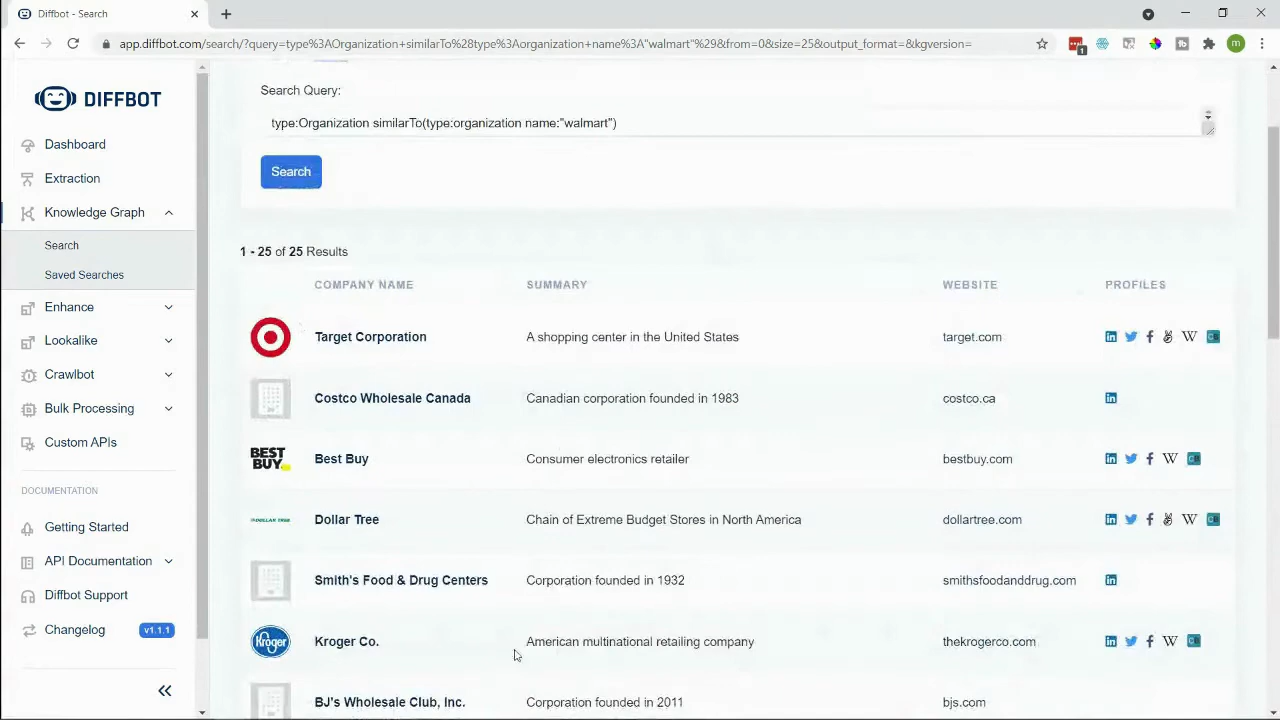 Diffbot - Search
app.diffbot.com/search/?query=type%3AOrganization+similarTo%28type%3Aorganization+name%3A"walmart"%29&from=0&size=25&output_format=&kgversion=
1
m
DIFFBOT
Dashboard
Extraction
Knowledge Graph
Search
Saved Searches
Enhance
Lookalike
Crawlbot
Bulk Processing
Custom APIs
DOCUMENTATION
Getting Started
API Documentation
Diffbot Support
Changelog v1.1.1
Search Query:
type:Organization similarTo(type:organization name:"walmart")
Search
1 - 25 of 25 Results
COMPANY NAME SUMMARY WEBSITE PROFILES
Target Corporation A shopping center in the United States target.com
Costco Wholesale Canada Canadian corporation founded in 1983 costco.ca
BEST BUY Best Buy Consumer electronics retailer bestbuy.com
DOLLAR TREE Dollar Tree Chain of Extreme Budget Stores in North America dollartree.com
Smith's Food & Drug Centers Corporation founded in 1932 smithsfoodanddrug.com
Kroger Kroger Co. American multinational retailing company thekrogerco.com
BJ's Wholesale Club, Inc. Corporation founded in 2011 bjs.com